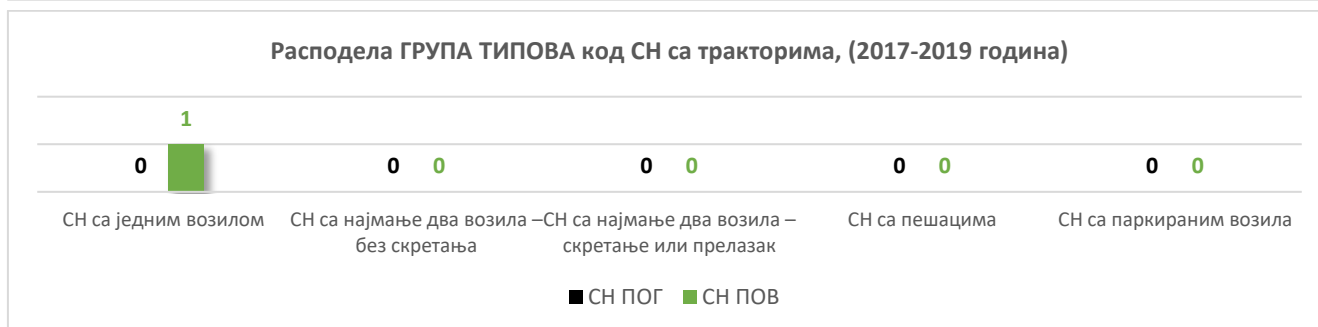 Расподела ГРУПА ТИПОВА код СН са тракторима, (2017-2019 година)
1
0
0 0
0 0
0 0
0 0
СН са једним возилом
СН са најмање два возила –
без скретања
СН са најмање два возила –
скретање или прелазак
СН са пешацима
СН са паркираним возила
СН ПОГ СН ПОВ